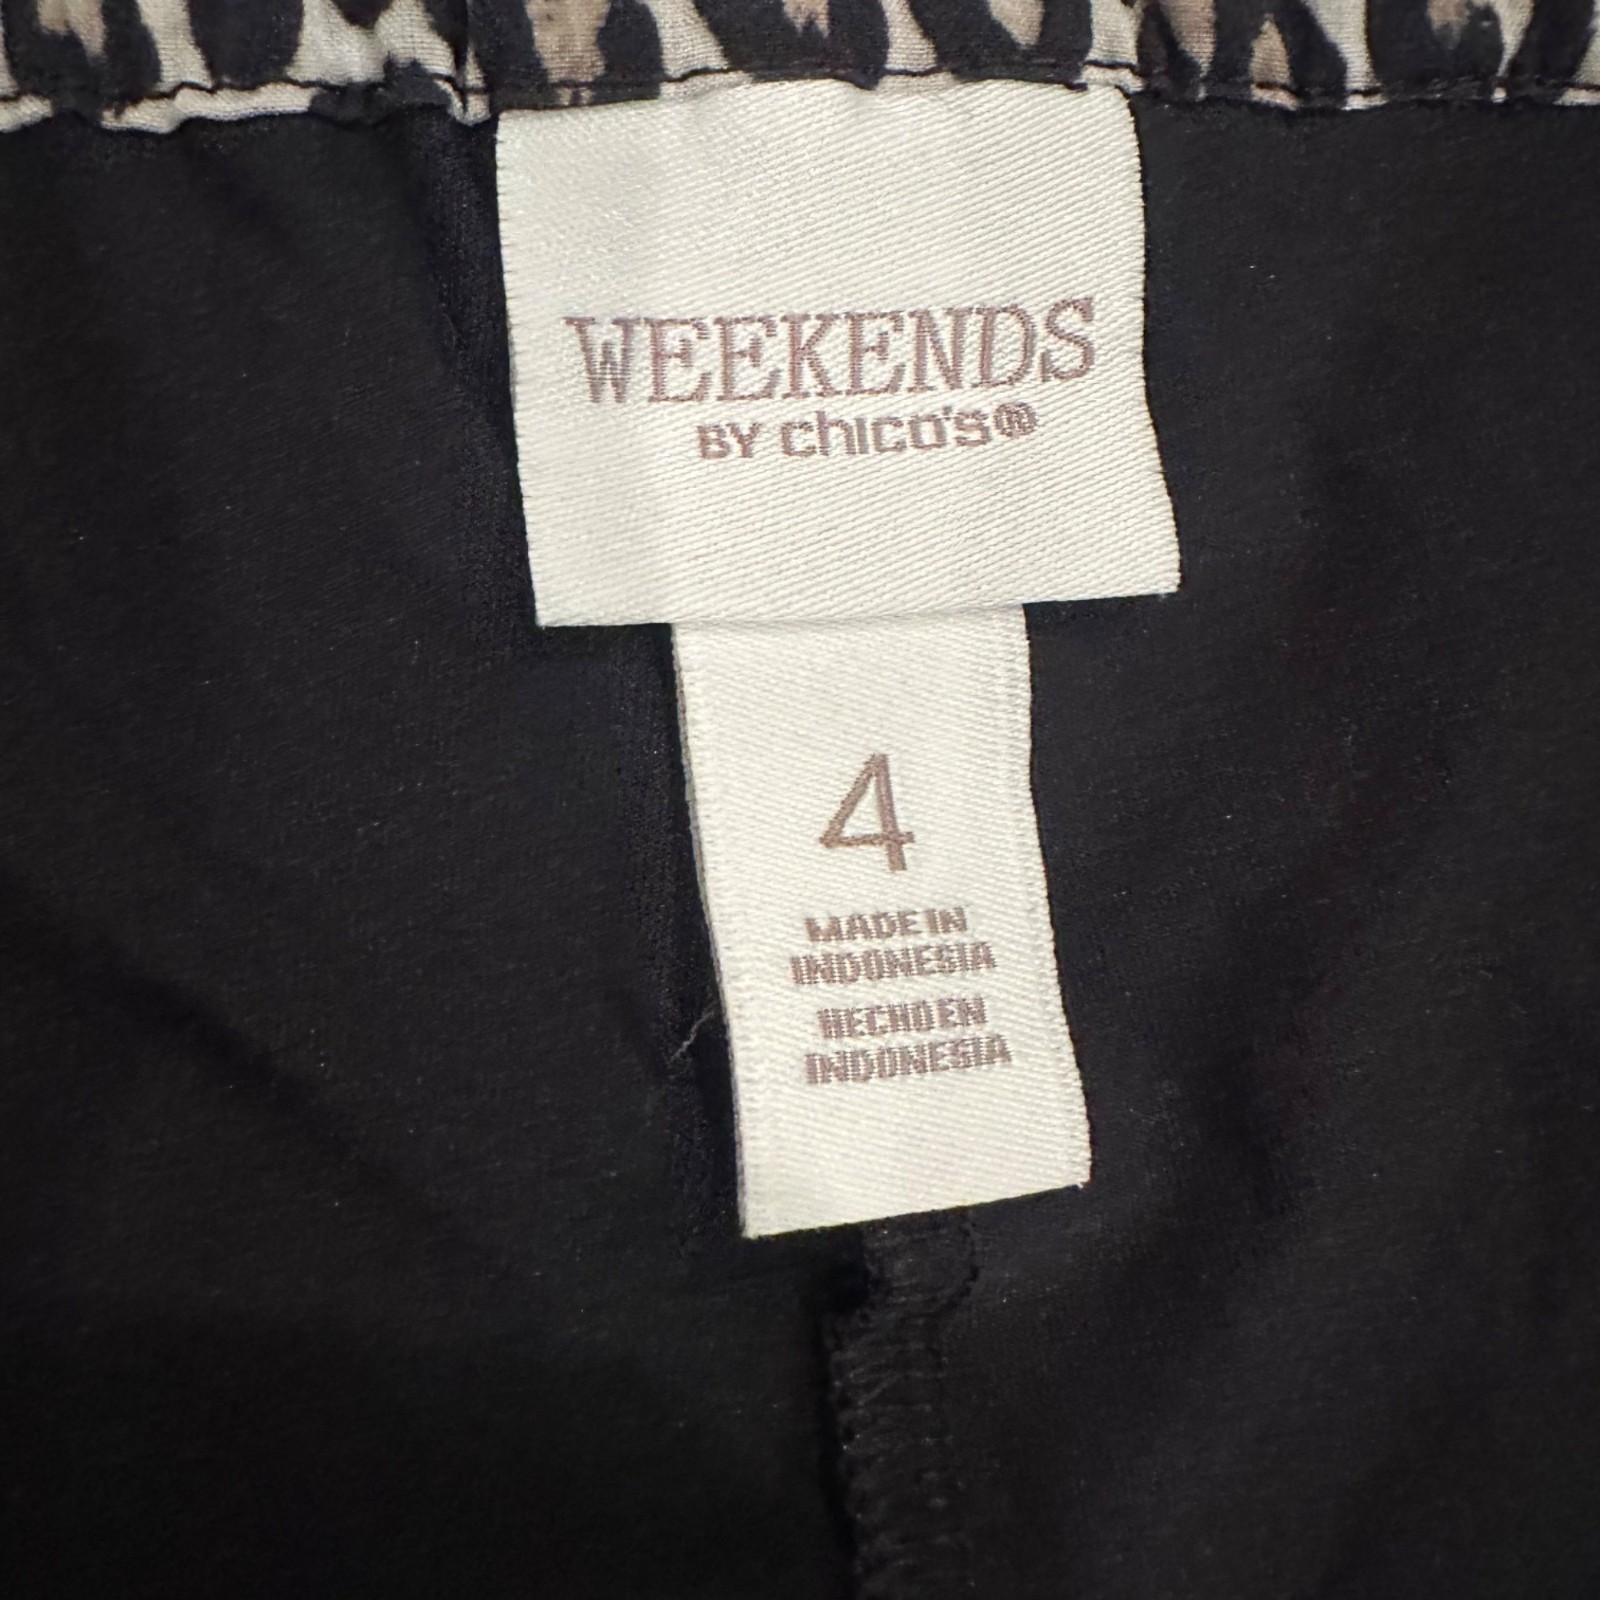 WEEKENDS
BY chico's®
4
MADE IN
INDONESIA
HECHO EN
INDONESIA